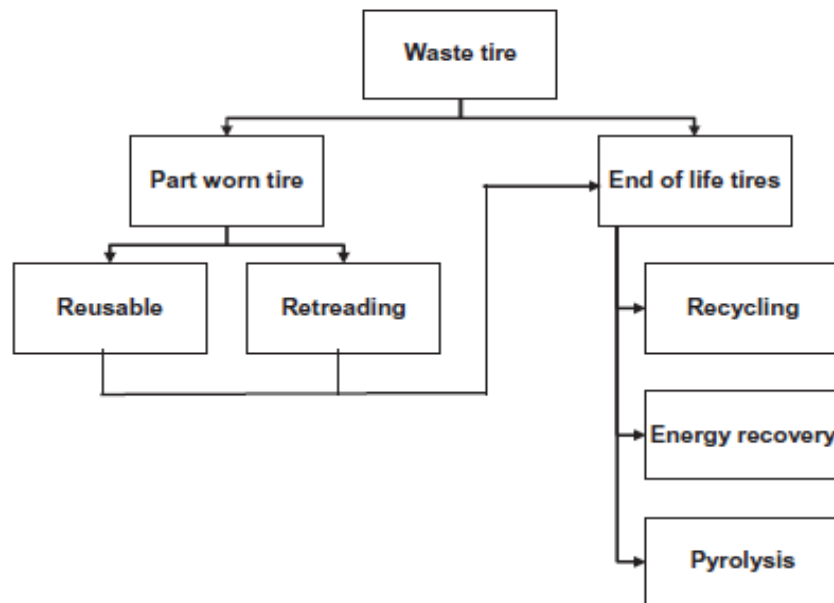 Waste tire
Part worn tire
End of life tires
Reusable
Retreading
Recycling
Energy recovery
Pyrolysis